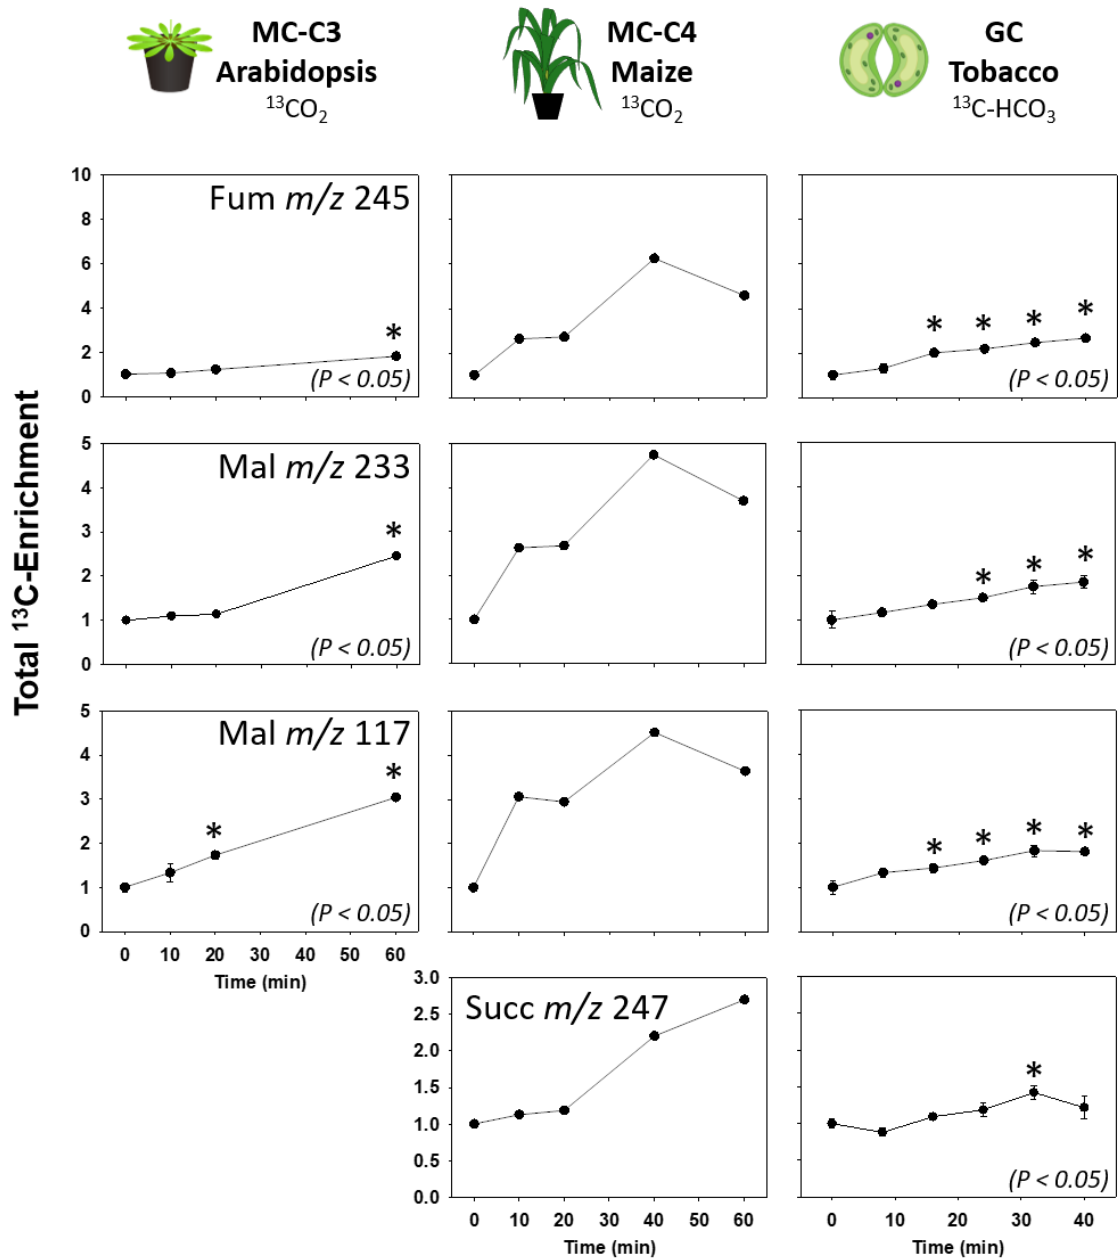 MC-C3
Arabidopsis
¹³CO₂
MC-C4
Maize
¹³CO₂
GC
Tobacco
¹³C-HCO₃
Total ¹³C-Enrichment
10
8
6
4
2
0
Fum m/z 245
*
(P < 0.05)
* * * *
(P < 0.05)
5
4
3
2
1
0
Mal m/z 233
*
(P < 0.05)
* * *
(P < 0.05)
5
4
3
2
1
0
Mal m/z 117
* *
(P < 0.05)
0 10 20 30 40 50 60
Time (min)
* * * *
(P < 0.05)
3.0
2.5
2.0
1.5
1.0
0.5
0.0
Succ m/z 247
0 10 20 40 60
Time (min)
*
(P < 0.05)
0 10 20 30 40
Time (min)